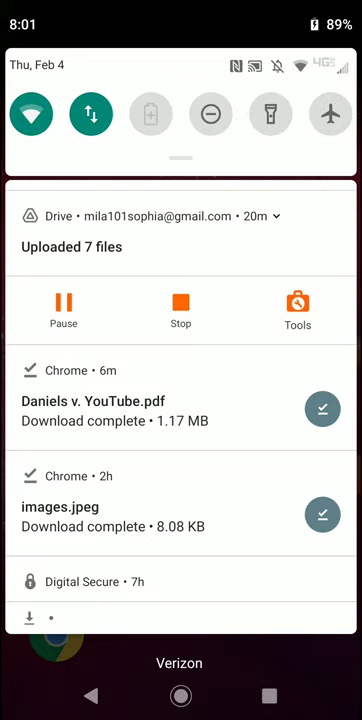 8:01 89%
Thu, Feb 4 4GE
Drive • mila101sophia@gmail.com • 20m
Uploaded 7 files
Pause Stop Tools
Chrome • 6m
Daniels v. YouTube.pdf
Download complete • 1.17 MB
Chrome • 2h
images.jpeg
Download complete • 8.08 KB
Digital Secure • 7h
Verizon